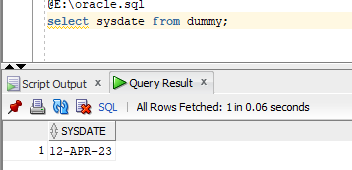 @E:\oracle.sql
select sysdate from dummy;
Script Output × Query Result ×
SQL | All Rows Fetched: 1 in 0.06 seconds
SYSDATE
1 12-APR-23